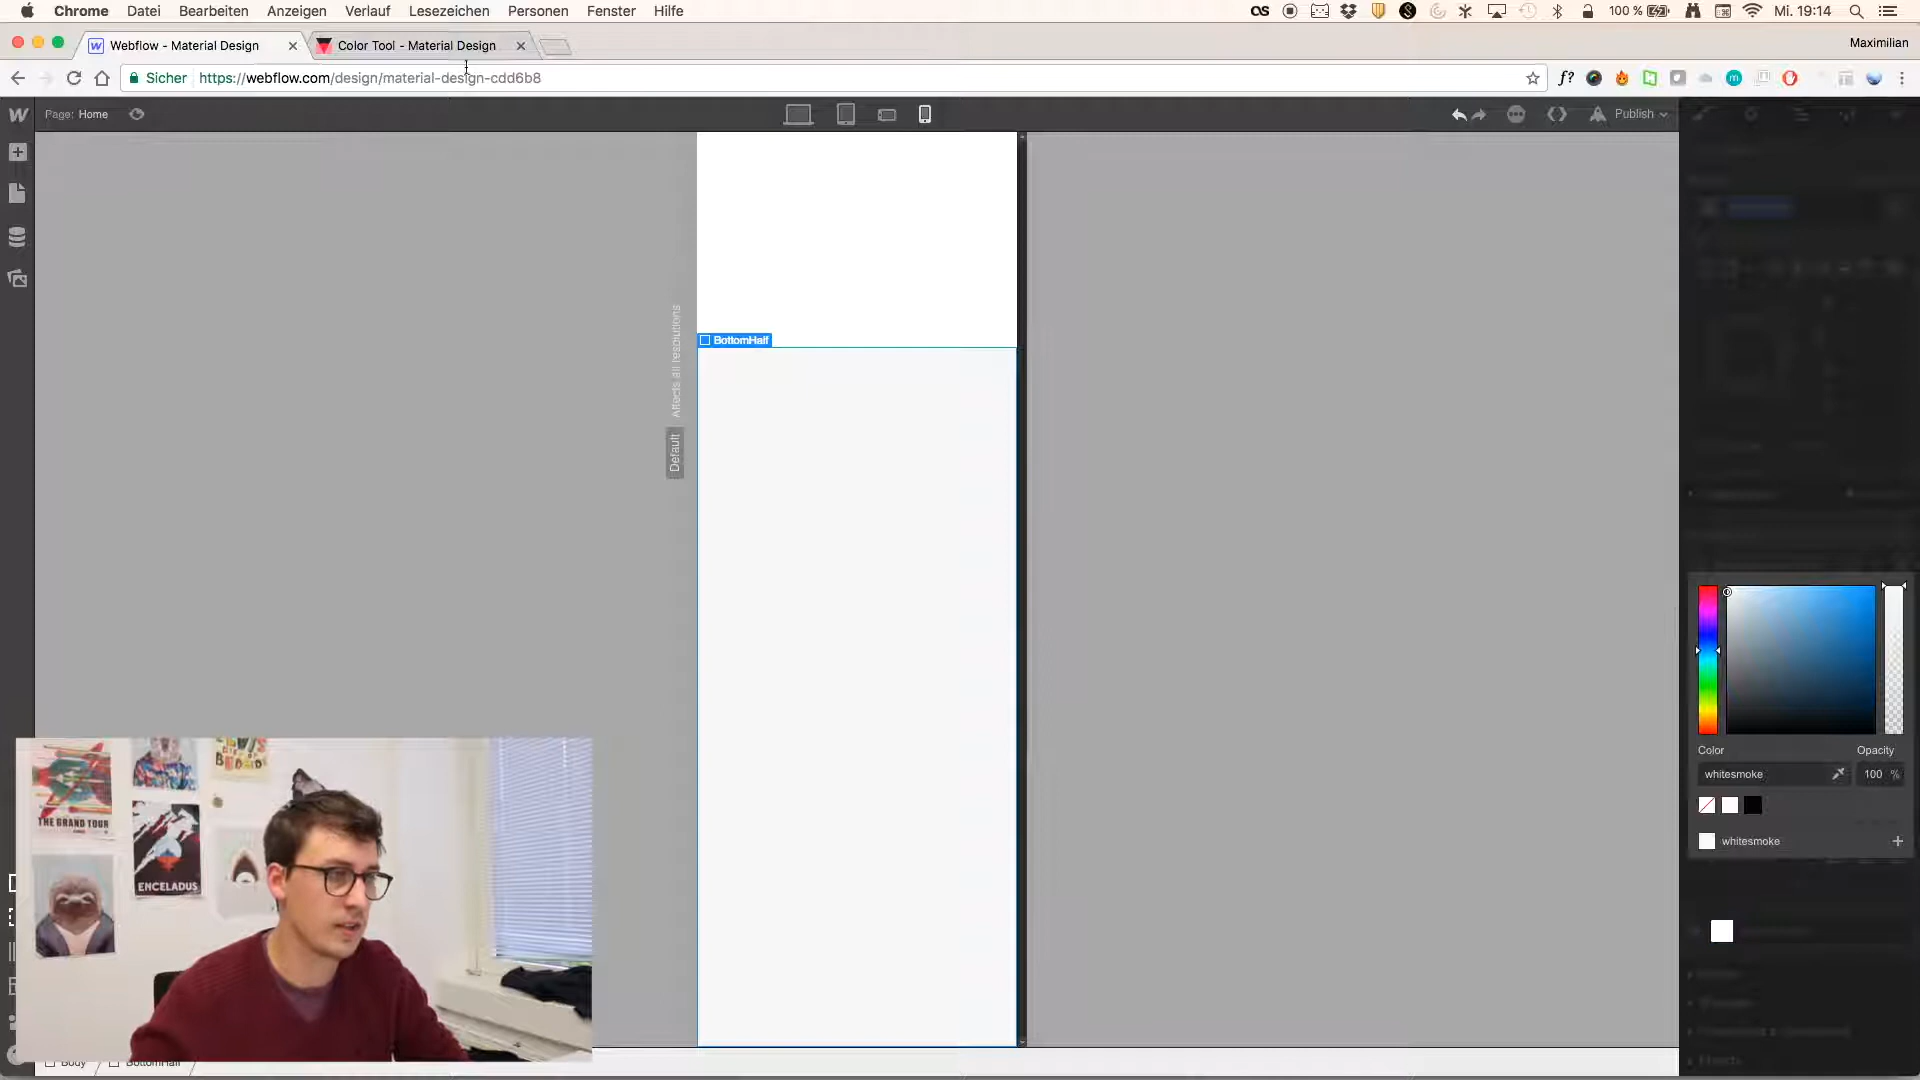 Chrome Datei Bearbeiten Anzeigen Verlauf Lesezeichen Personen Fenster Hilfe 100 % Mi. 19:14
Webflow - Material Design Color Tool - Material Design Maximilian
Sicher https://webflow.com/design/material-design-cdd6b8 f?
Page: Home Publish
BottomHalf
Affects all resolutions
Default
Color Opacity
whitesmoke 100 %
whitesmoke
THE GRAND TOUR
ENCELADUS
Body BottomHalf